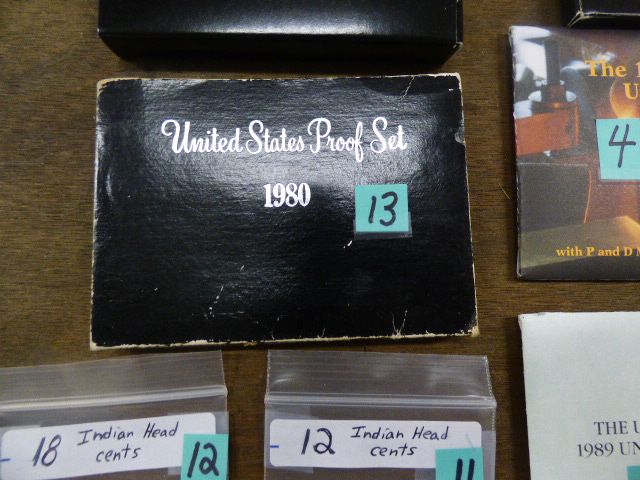 United States Proof Set
1980
13
The 1
U
4
with P and D M
- 18 Indian Head
cents
12
- 12 Indian Head
cents
11
THE U
1989 UN